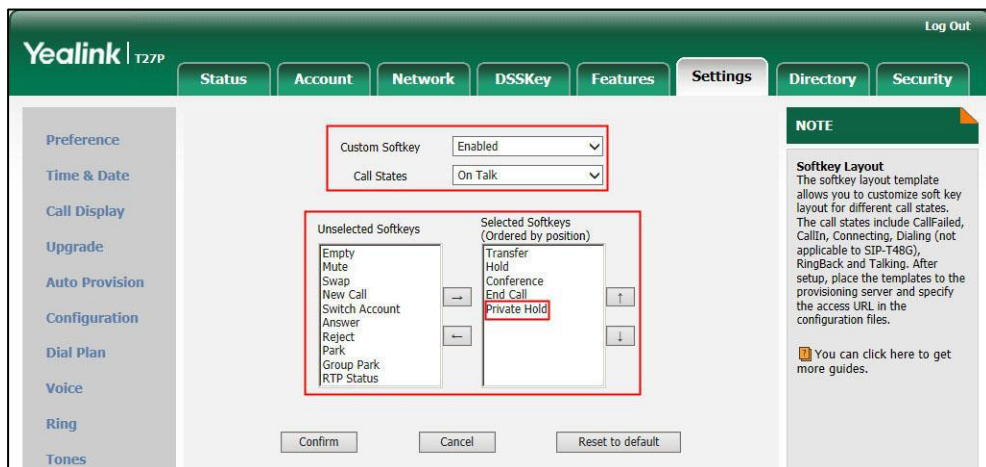 Log Out
Yealink | T27P
Status
Account
Network
DSSKey
Features
Settings
Directory
Security
Preference
Time & Date
Call Display
Upgrade
Auto Provision
Configuration
Dial Plan
Voice
Ring
Tones
Custom Softkey
Enabled
Call States
On Talk
Unselected Softkeys
Empty
Mute
Swap
New Call
Switch Account
Answer
Reject
Park
Group Park
RTP Status
→
←
Selected Softkeys
(Ordered by position)
Transfer
Hold
Conference
End Call
Private Hold
↑
↓
Confirm
Cancel
Reset to default
NOTE
Softkey Layout
The softkey layout template
allows you to customize soft key
layout for different call states.
The call states include CallFailed,
CallIn, Connecting, Dialing (not
applicable to SIP-T48G),
RingBack and Talking. After
setup, place the templates to the
provisioning server and specify
the access URL in the
configuration files.
You can click here to get
more guides.